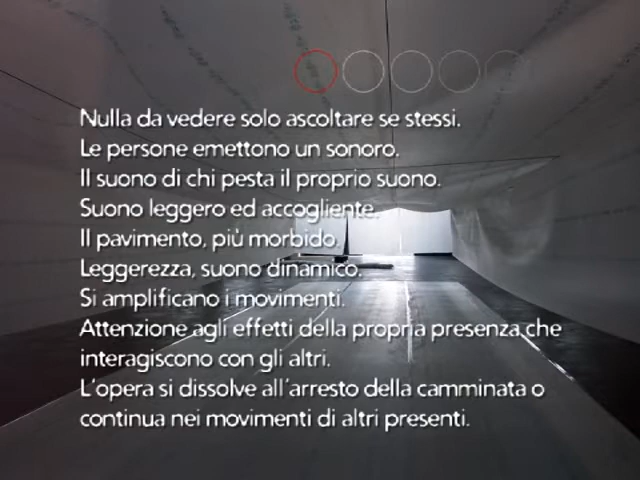 Nulla da vedere solo ascoltare se stessi.
Le persone emettono un sonoro.
Il suono di chi pesta il proprio suono.
Suono leggero ed accogliente.
Il pavimento, più morbido.
Leggerezza, suono dinamico.
Si amplificano i movimenti.
Attenzione agli effetti della propria presenza che
interagiscono con gli altri.
L'opera si dissolve all'arresto della camminata o
continua nei movimenti di altri presenti.